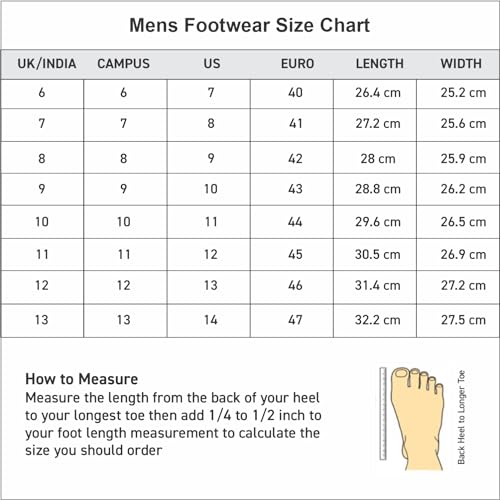 Mens Footwear Size Chart
UK/INDIA CAMPUS US EURO LENGTH WIDTH
6 6 7 40 26.4 cm 25.2 cm
7 7 8 41 27.2 cm 25.6 cm
8 8 9 42 28 cm 25.9 cm
9 9 10 43 28.8 cm 26.2 cm
10 10 11 44 29.6 cm 26.5 cm
11 11 12 45 30.5 cm 26.9 cm
12 12 13 46 31.4 cm 27.2 cm
13 13 14 47 32.2 cm 27.5 cm
How to Measure
Measure the length from the back of your heel
to your longest toe then add 1/4 to 1/2 inch to
your foot length measurement to calculate the
size you should order
Back Heel to Longer Toe